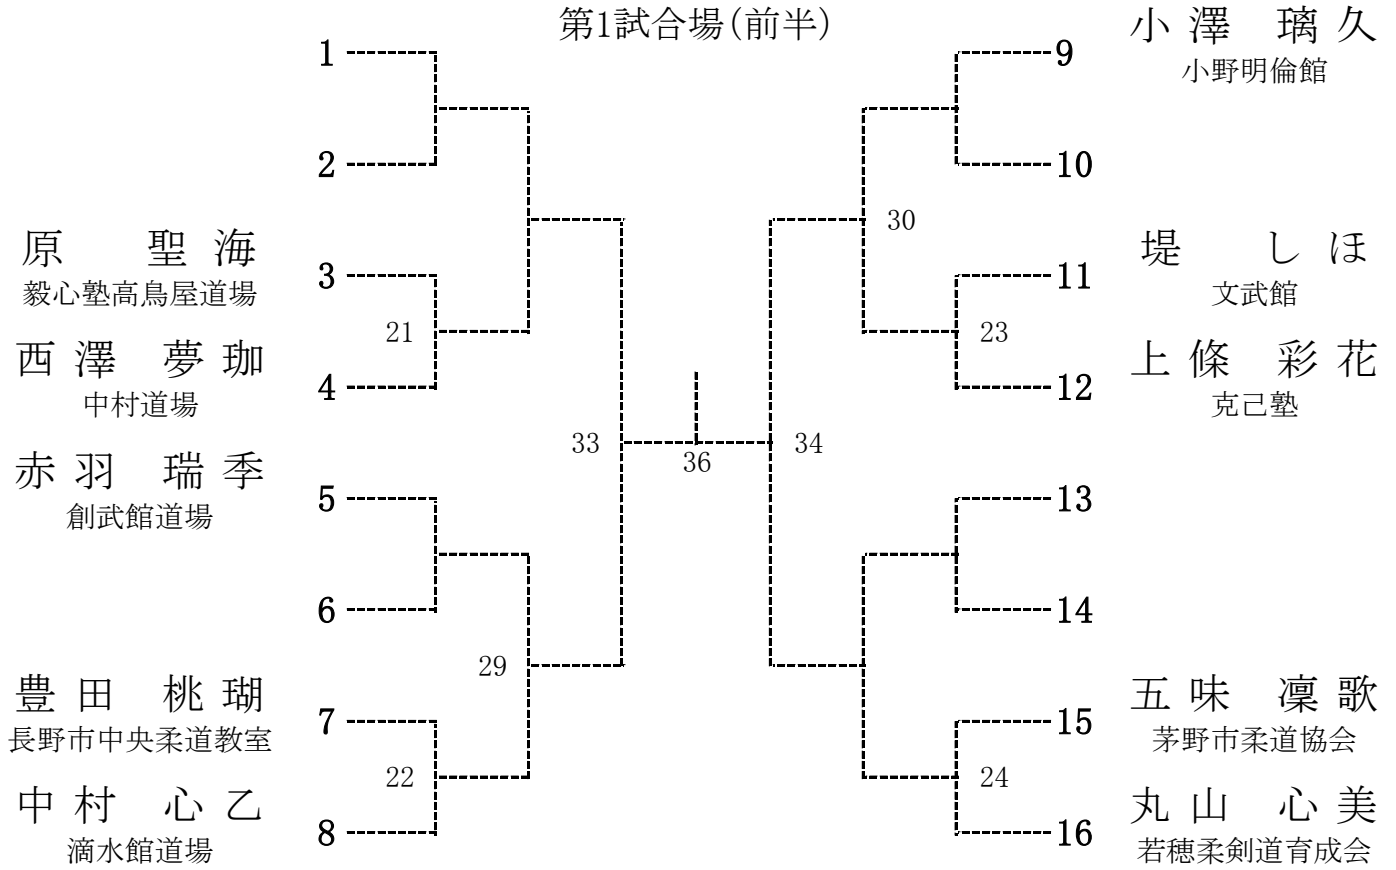 第1試合場(前半)
1
2
原 聖海
毅心塾高鳥屋道場
3
21
西澤 夢珈
中村道場
4
33
赤羽 瑞季
創武館道場
5
6
29
豊田 桃瑚
長野市中央柔道教室
7
22
中村 心乙
滴水館道場
8
36
小澤 璃久
小野明倫館
9
10
30
堤 しほ
文武館
11
23
上條 彩花
克己塾
12
34
13
14
五味 凜歌
茅野市柔道協会
15
24
丸山 心美
若穂柔剣道育成会
16